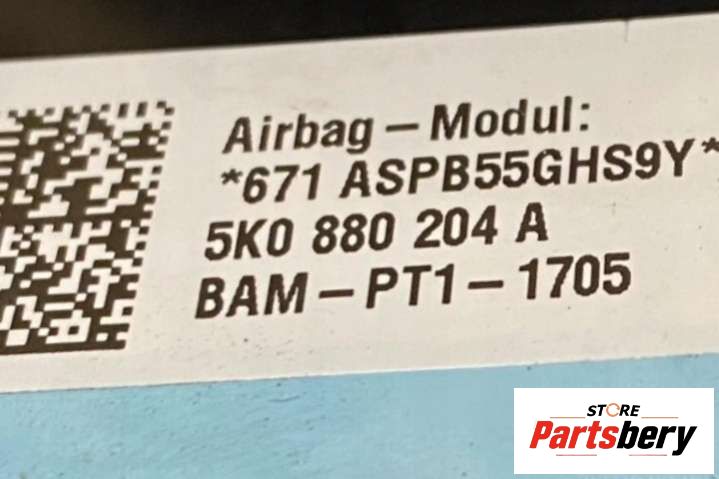 Airbag – Modul:
*671 ASPB55GHS9Y*
5K0 880 204 A
BAM – PT1 – 1705
STORE
Partsbery